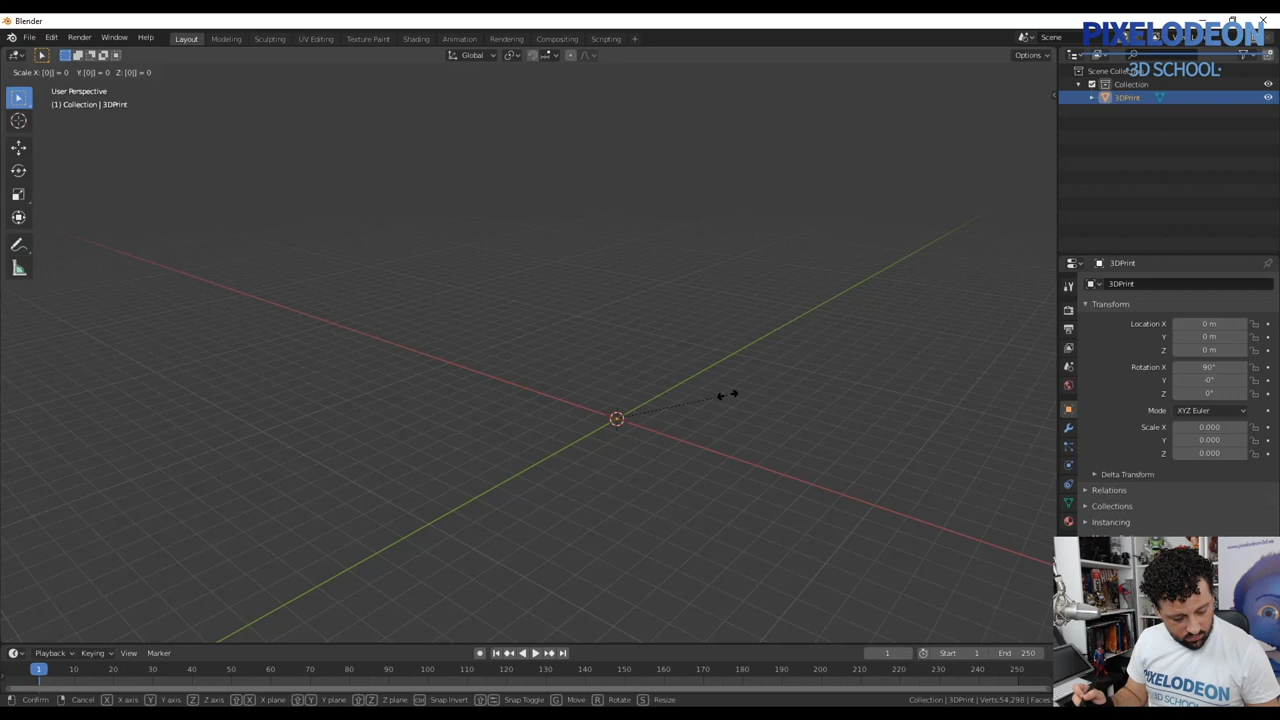 Blender
File Edit Render Window Help
Layout Modeling Sculpting UV Editing Texture Paint Shading Animation Rendering Compositing Scripting +
Scene
PIXELODEON
3D SCHOOL
Global
Options
Scale X: [0|] = 0 Y: [0|] = 0 Z: [0|] = 0
User Perspective
(1) Collection | 3DPrint
Scene Collection
Collection
3DPrint
3DPrint
3DPrint
Transform
Location X 0 m
Y 0 m
Z 0 m
Rotation X 90°
Y -0°
Z 0°
Mode XYZ Euler
Scale X 0.000
Y 0.000
Z 0.000
Delta Transform
Relations
Collections
Instancing
PIXELODEON
3D SCHOOL
Playback Keying View Marker
1 Start 1 End 250
1 10 20 30 40 50 60 70 80 90 100 110 120 130 140 150 160 170 180 190 200 210 220 230 240 250
Confirm Cancel X X axis Y Y axis Z Z axis X X plane Y Y plane Z Z plane Snap Invert Snap Toggle G Move R Rotate S Resize
Collection | 3DPrint | Verts:54,298 | Faces